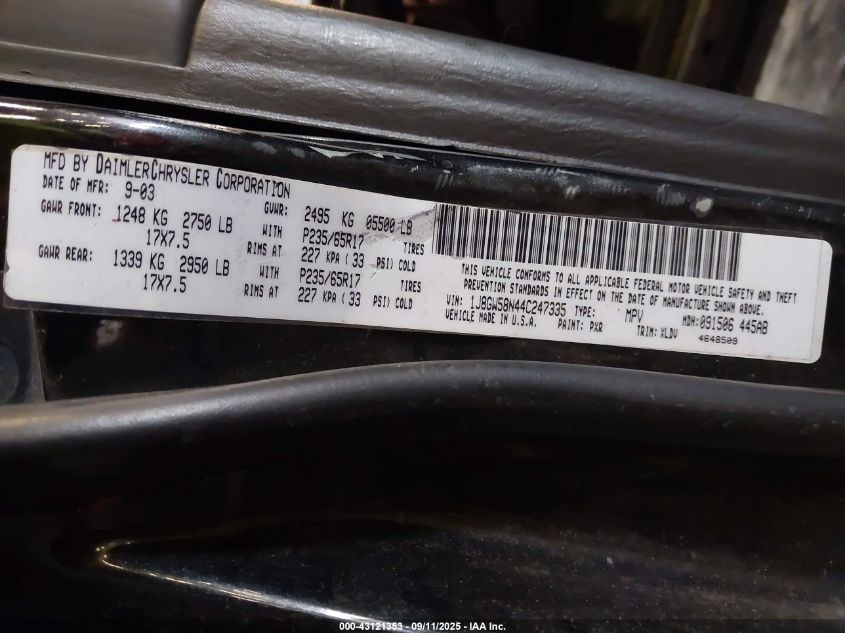 MFD BY DAIMLERCHRYSLER CORPORATION
DATE OF MFR: 9-03 GVWR: 2495 KG 05500 LB
GAWR FRONT: 1248 KG 2750 LB WITH P235/65R17 TIRES
17X7.5 RIMS AT 227 KPA ( 33 PSI) COLD
GAWR REAR: 1339 KG 2950 LB WITH P235/65R17 TIRES
17X7.5 RIMS AT 227 KPA ( 33 PSI) COLD
THIS VEHICLE CONFORMS TO ALL APPLICABLE FEDERAL MOTOR VEHICLE SAFETY AND THEFT
PREVENTION STANDARDS IN EFFECT ON THE DATE OF MANUFACTURE SHOWN ABOVE.
VIN: 1J8GW58N44C247335 TYPE: MPV MDH: 091506 445AB
VEHICLE MADE IN U.S.A. PAINT: PXR TRIM: XLDV 4648509
000-43121353 - 09/11/2025 - IAA Inc.